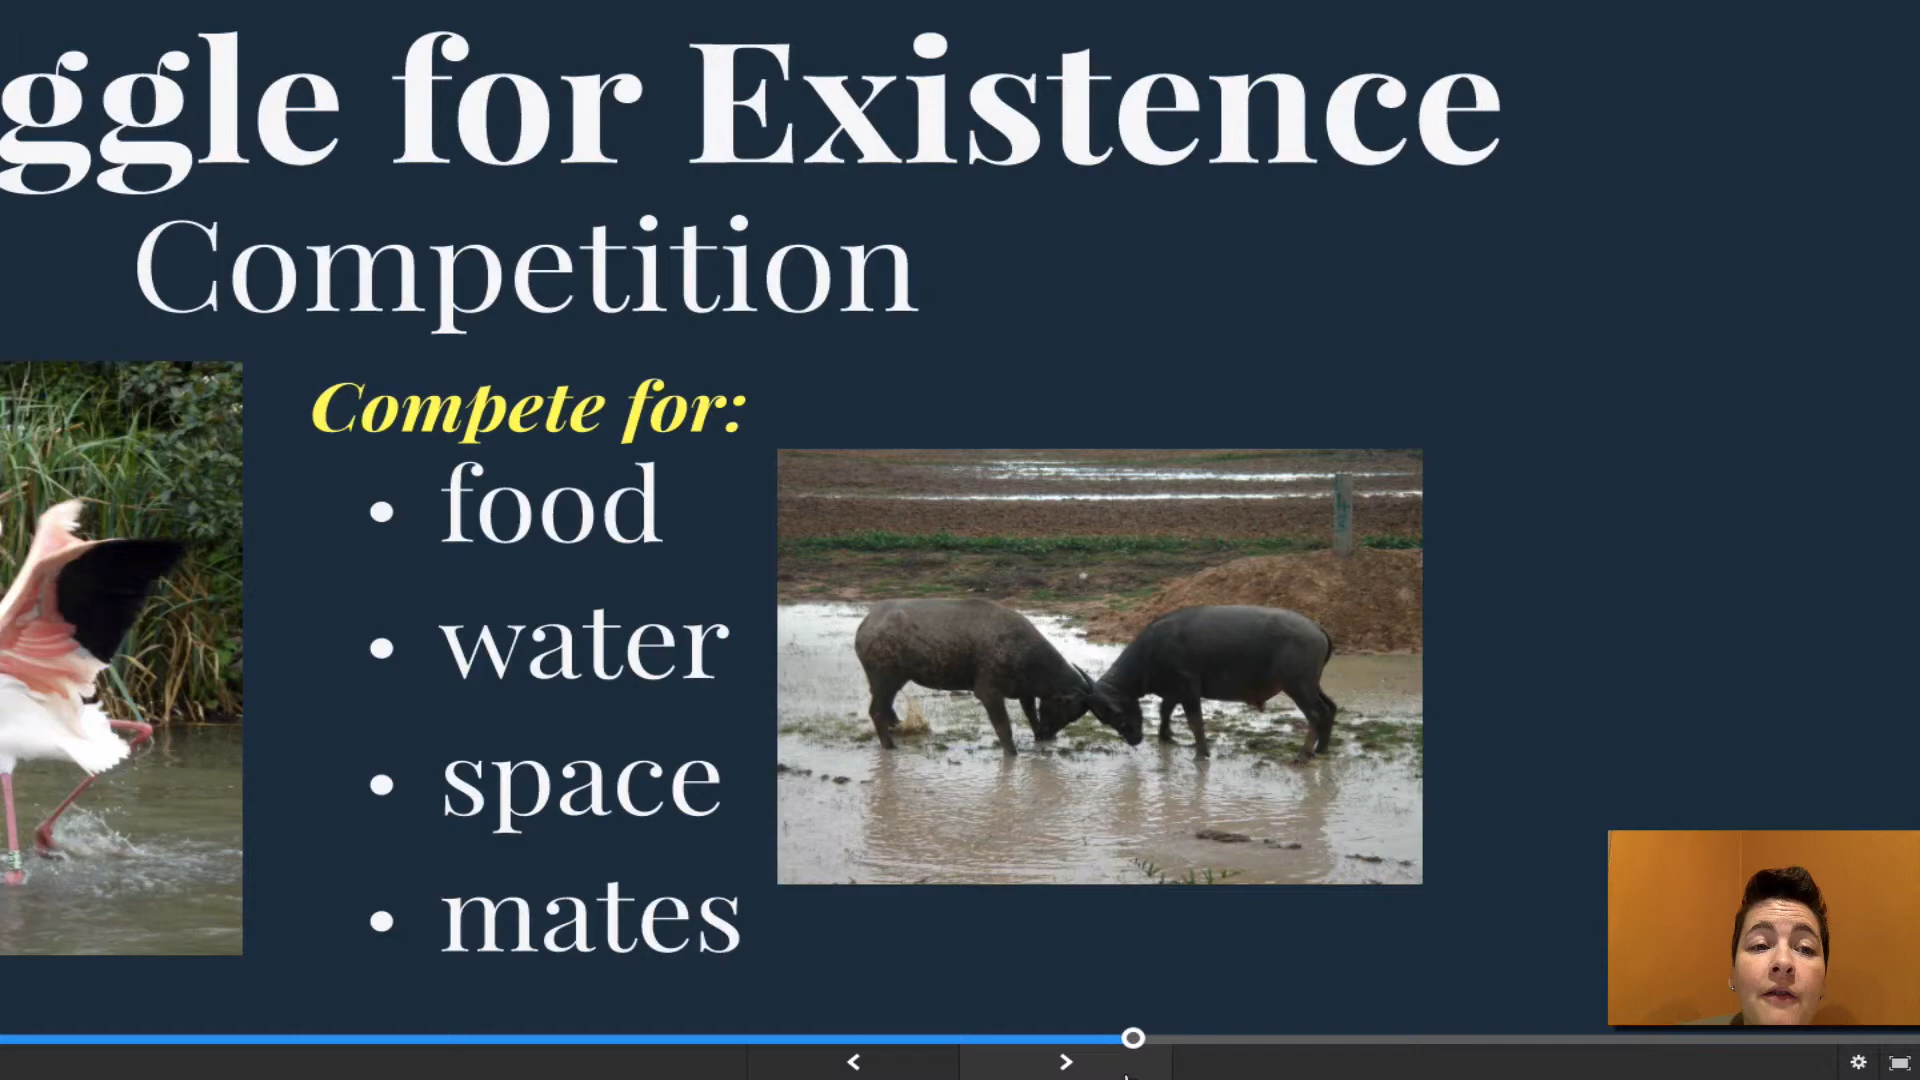 ggle for Existence
Competition
Compete for:
• food
• water
• space
• mates